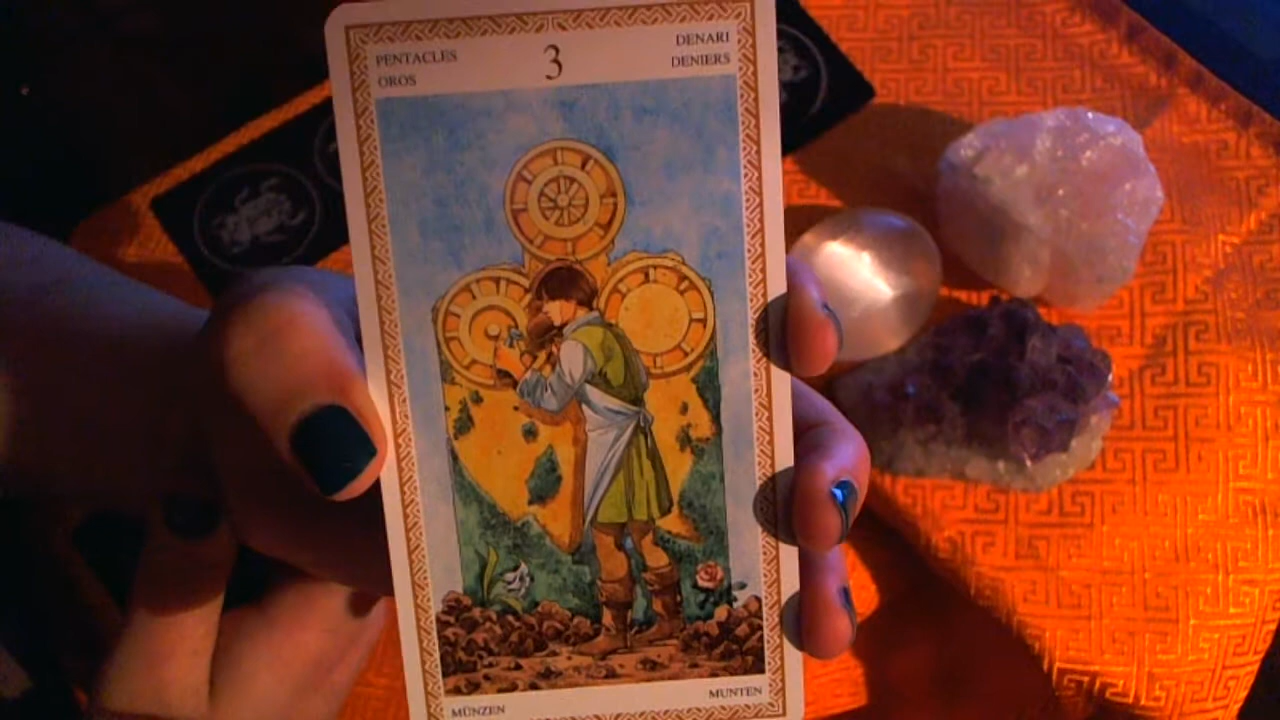 PENTACLES
OROS
3
DENARI
DENIERS
MÜNZEN
MUNTEN